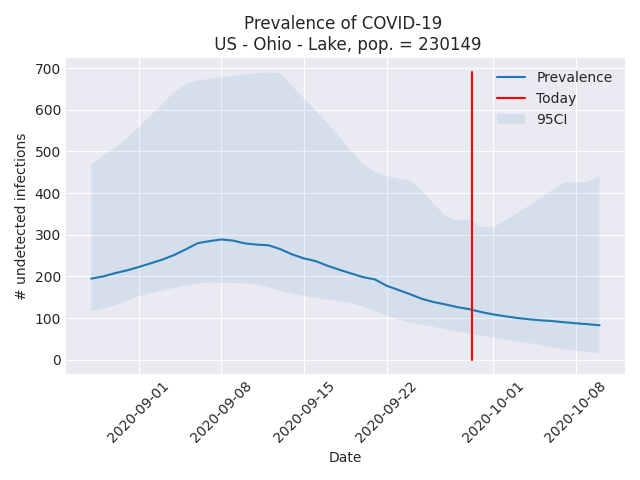 Prevalence of COVID-19
US - Ohio - Lake, pop. = 230149
# undetected infections
700
600
500
400
300
200
100
0
Prevalence
Today
95CI
2020-09-01
2020-09-08
2020-09-15
2020-09-22
2020-10-01
2020-10-08
Date